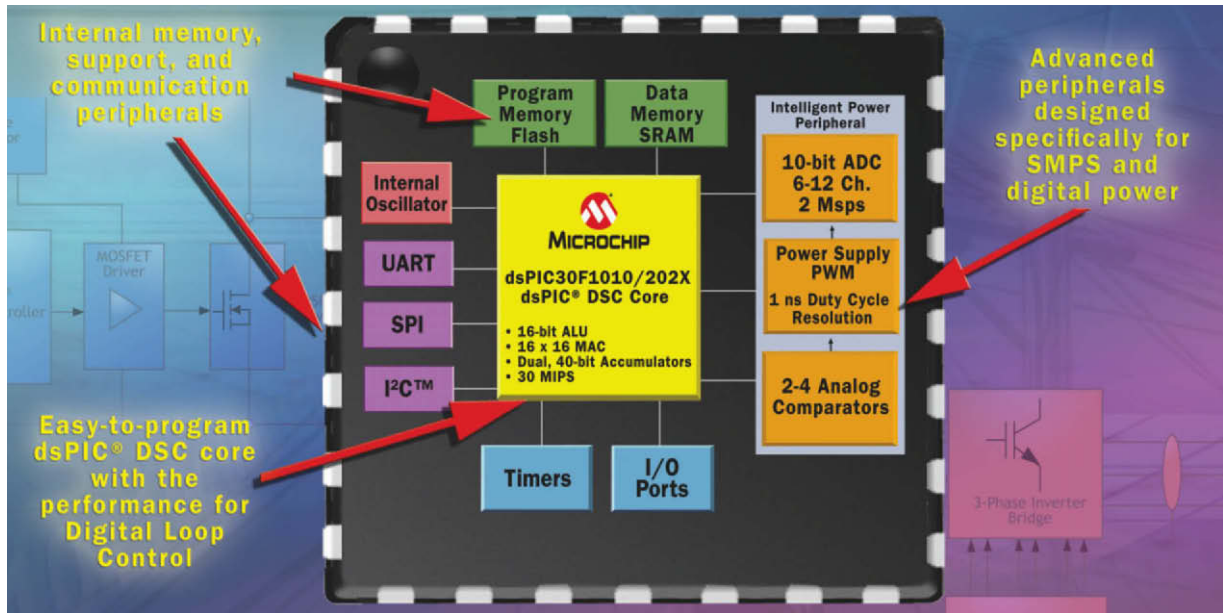 Internal memory,
support, and
communication
peripherals
Program
Memory
Flash
Data
Memory
SRAM
Intelligent Power
Peripheral
10-bit ADC
6-12 Ch.
2 Msps
Power Supply
PWM
1 ns Duty Cycle
Resolution
2-4 Analog
Comparators
Advanced
peripherals
designed
specifically for
SMPS and
digital power
Internal
Oscillator
UART
SPI
I²C™
MICROCHIP
dsPIC30F1010/202X
dsPIC® DSC Core
• 16-bit ALU
• 16 x 16 MAC
• Dual, 40-bit Accumulators
• 30 MIPS
MOSFET
Driver
Easy-to-program
dsPIC® DSC core
with the
performance for
Digital Loop
Control
Timers
I/O
Ports
3-Phase Inverter
Bridge